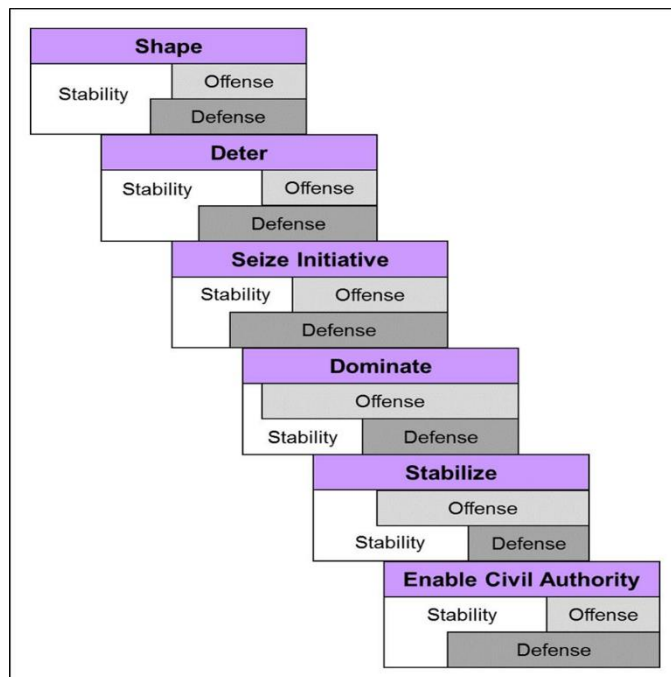 Shape
Offense
Stability
Defense
Deter
Stability Offense
Defense
Seize Initiative
Stability Offense
Defense
Dominate
Offense
Stability Defense
Stabilize
Offense
Stability Defense
Enable Civil Authority
Stability Offense
Defense